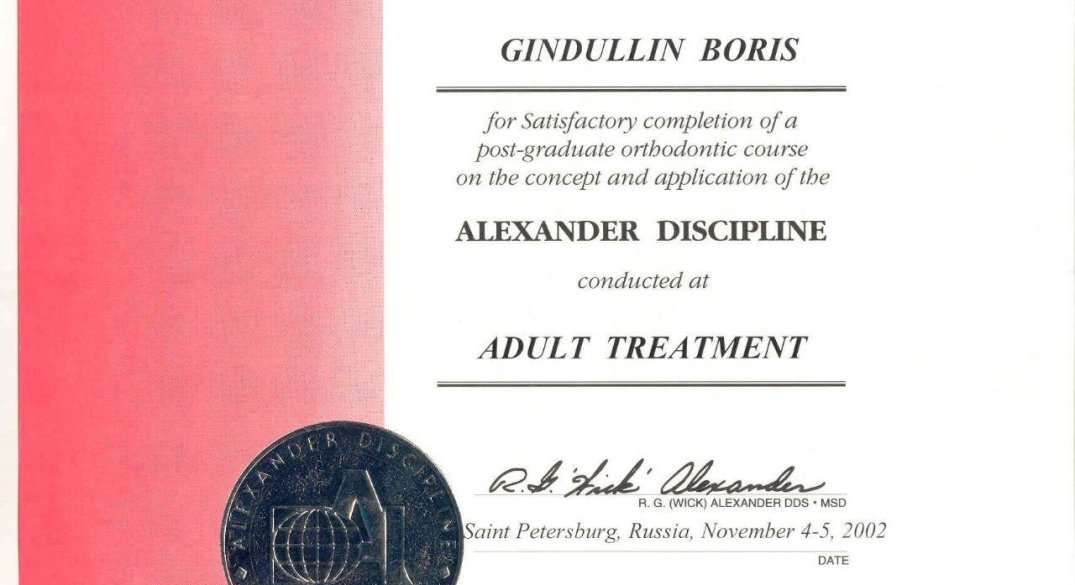 GINDULLIN BORIS
for Satisfactory completion of a
post-graduate orthodontic course
on the concept and application of the
ALEXANDER DISCIPLINE
conducted at
ADULT TREATMENT
ALEXANDER DISCIPLINE
R. G. 'Wick' Alexander
R. G. (WICK) ALEXANDER DDS • MSD
Saint Petersburg, Russia, November 4-5, 2002
DATE